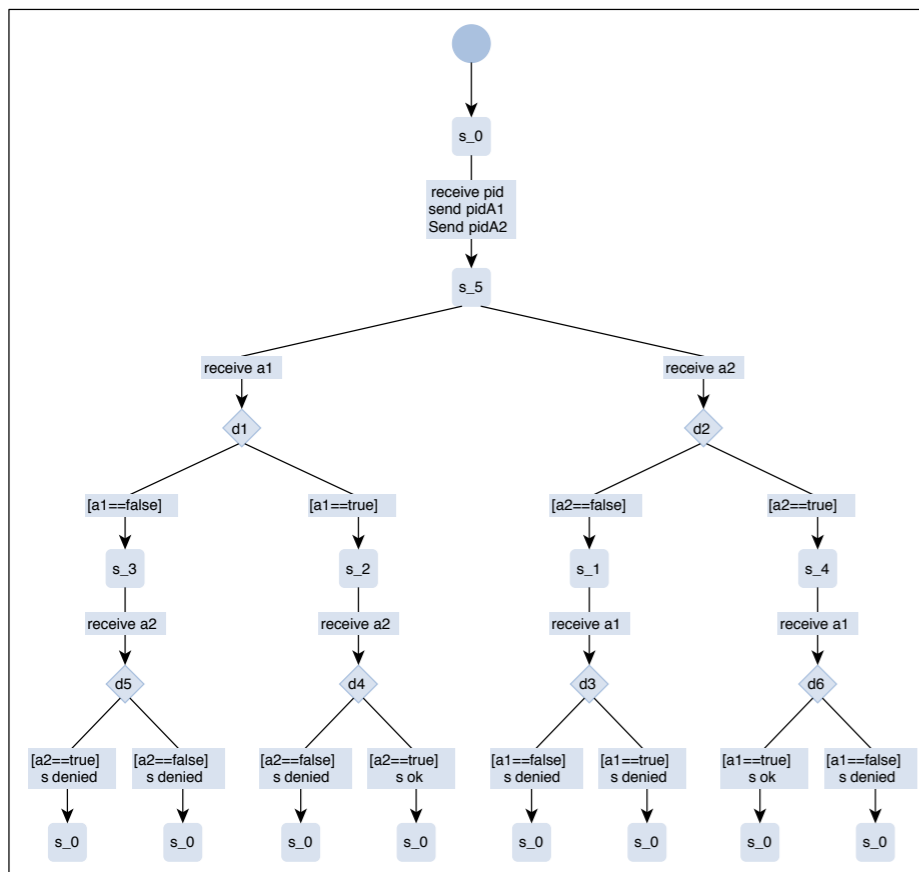 s_0
receive pid
send pidA1
Send pidA2
s_5
receive a1
receive a2
d1
d2
[a1==false]
[a1==true]
[a2==false]
[a2==true]
s_3
s_2
s_1
s_4
receive a2
receive a2
receive a1
receive a1
d5
d4
d3
d6
[a2==true]
s denied
[a2==false]
s denied
[a2==false]
s denied
[a2==true]
s ok
[a1==false]
s denied
[a1==true]
s denied
[a1==true]
s ok
[a1==false]
s denied
s_0
s_0
s_0
s_0
s_0
s_0
s_0
s_0